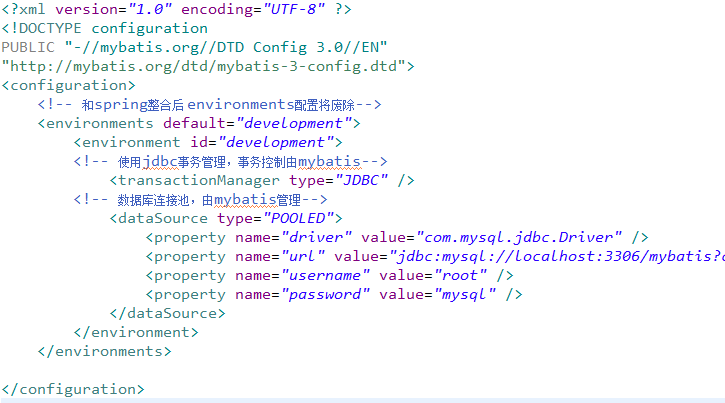 <?xml version="1.0" encoding="UTF-8" ?>
<!DOCTYPE configuration
PUBLIC "-//mybatis.org//DTD Config 3.0//EN"
"http://mybatis.org/dtd/mybatis-3-config.dtd">
<configuration>
    <!-- 和spring整合后 environments配置将废除-->
    <environments default="development">
        <environment id="development">
        <!-- 使用jdbc事务管理，事务控制由mybatis-->
            <transactionManager type="JDBC" />
        <!-- 数据库连接池，由mybatis管理-->
            <dataSource type="POOLED">
                <property name="driver" value="com.mysql.jdbc.Driver" />
                <property name="url" value="jdbc:mysql://localhost:3306/mybatis?
                <property name="username" value="root" />
                <property name="password" value="mysql" />
            </dataSource>
        </environment>
    </environments>
</configuration>